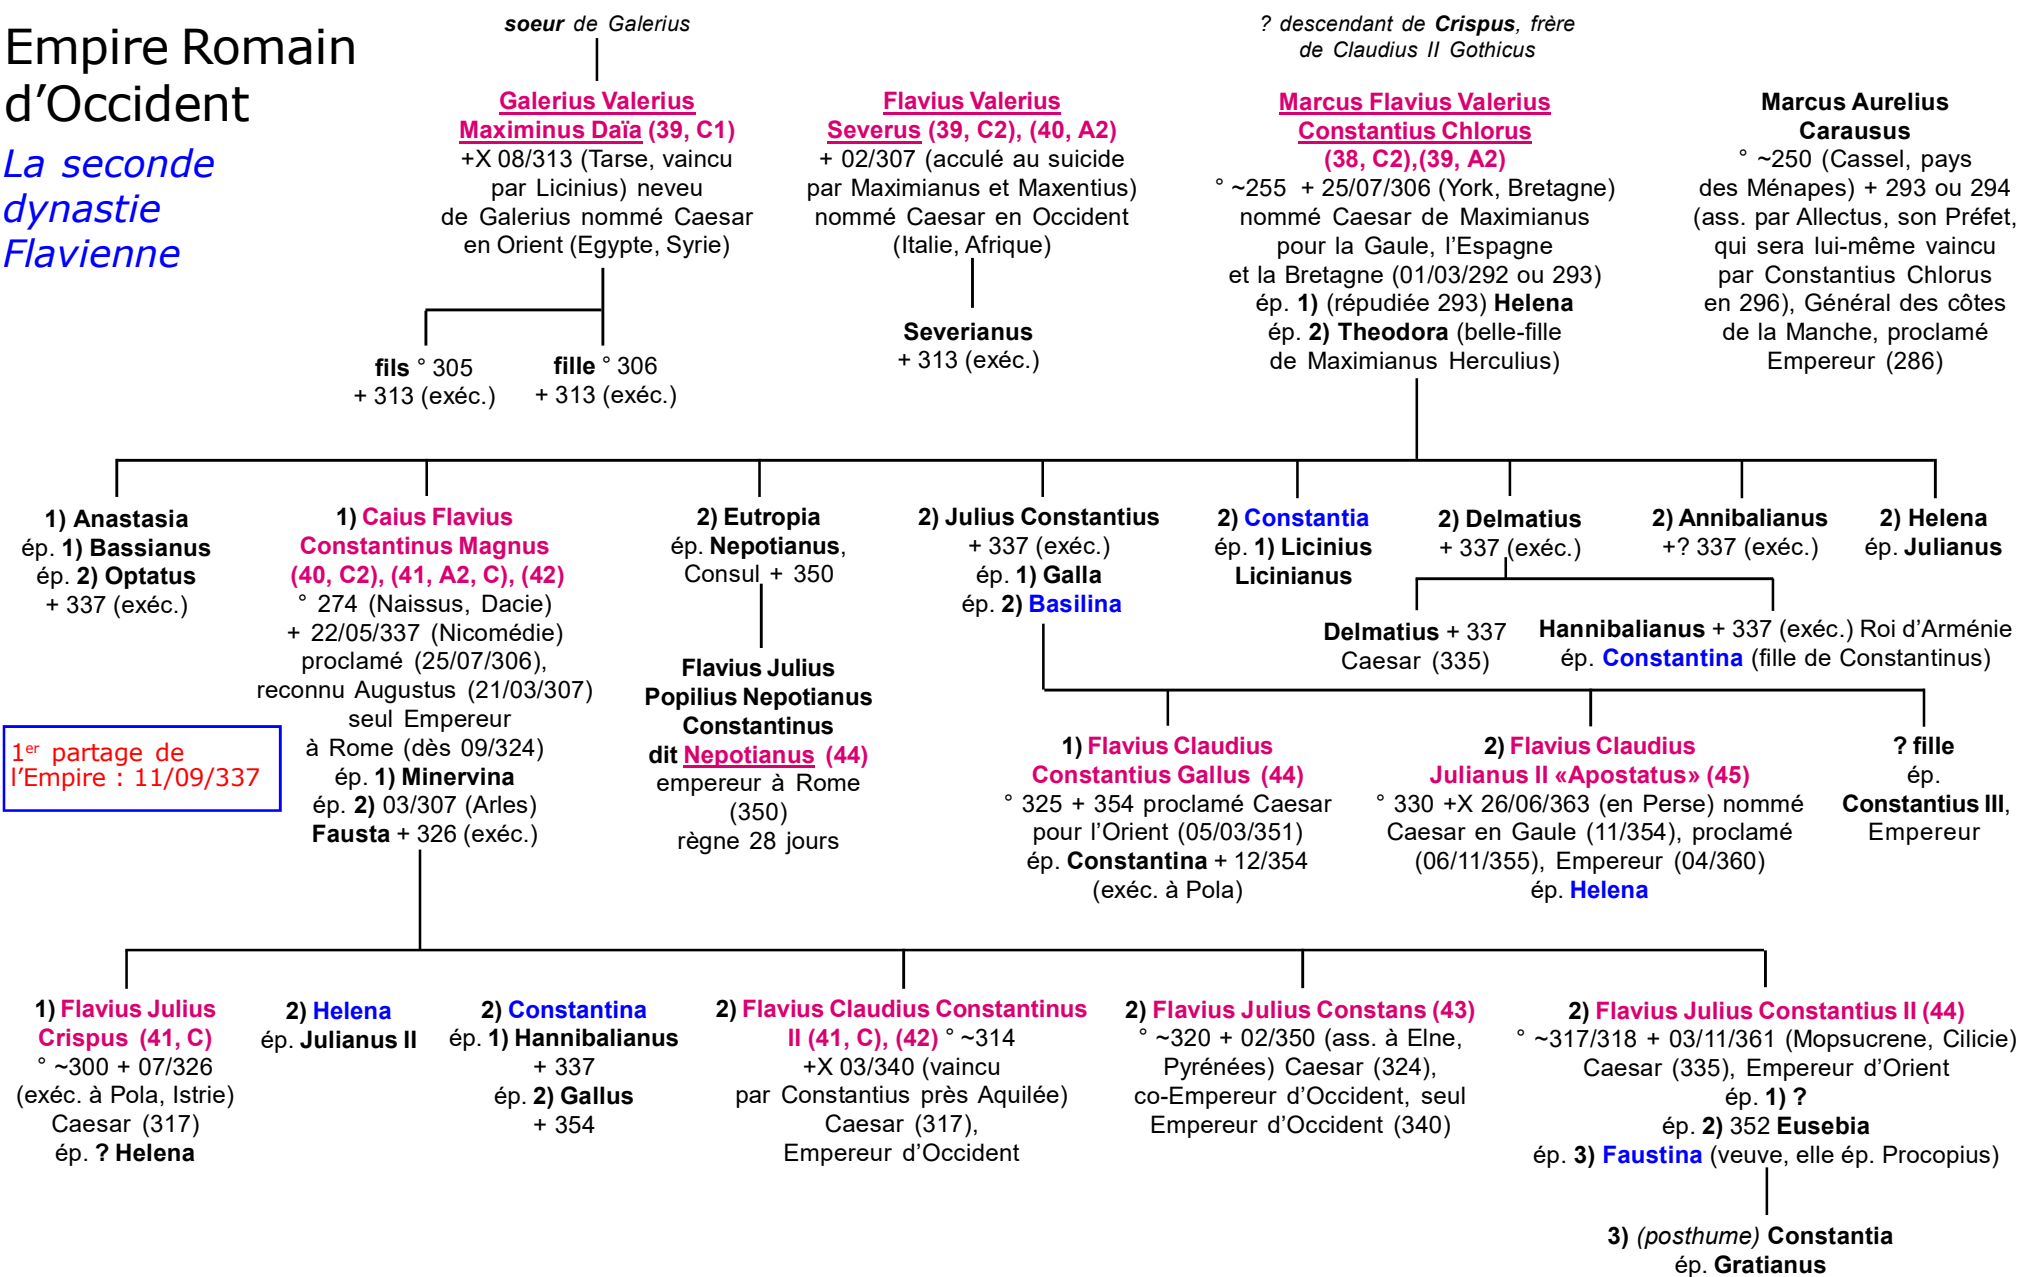 Empire Romain
d'Occident
La seconde
dynastie
Flavienne
soeur de Galerius
Galerius Valerius
Maximinus Daïa (39, C1)
+X 08/313 (Tarse, vaincu
par Licinius) neveu
de Galerius nommé Caesar
en Orient (Egypte, Syrie)
fils ° 305
+ 313 (exéc.)
fille ° 306
+ 313 (exéc.)
Flavius Valerius
Severus (39, C2), (40, A2)
+ 02/307 (acculé au suicide
par Maximianus et Maxentius)
nommé Caesar en Occident
(Italie, Afrique)
Severianus
+ 313 (exéc.)
? descendant de Crispus, frère
de Claudius II Gothicus
Marcus Flavius Valerius
Constantius Chlorus
(38, C2),(39, A2)
° ~255 + 25/07/306 (York, Bretagne)
nommé Caesar de Maximianus
pour la Gaule, l'Espagne
et la Bretagne (01/03/292 ou 293)
ép. 1) (répudiée 293) Helena
ép. 2) Theodora (belle-fille
de Maximianus Herculius)
Marcus Aurelius
Carausus
° ~250 (Cassel, pays
des Ménapes) + 293 ou 294
(ass. par Allectus, son Préfet,
qui sera lui-même vaincu
par Constantius Chlorus
en 296), Général des côtes
de la Manche, proclamé
Empereur (286)
1) Anastasia
ép. 1) Bassianus
ép. 2) Optatus
+ 337 (exéc.)
1) Caius Flavius
Constantinus Magnus
(40, C2), (41, A2, C), (42)
° 274 (Naissus, Dacie)
+ 22/05/337 (Nicomédie)
proclamé (25/07/306),
reconnu Augustus (21/03/307)
seul Empereur
à Rome (dès 09/324)
ép. 1) Minervina
ép. 2) 03/307 (Arles)
Fausta + 326 (exéc.)
2) Eutropia
ép. Nepotianus,
Consul + 350
Flavius Julius
Popilius Nepotianus
Constantinus
dit Nepotianus (44)
empereur à Rome
(350)
règne 28 jours
2) Julius Constantius
+ 337 (exéc.)
ép. 1) Galla
ép. 2) Basilina
2) Constantia
ép. 1) Licinius
Licinianus
2) Delmatius
+ 337 (exéc.)
2) Annibalianus
+? 337 (exéc.)
2) Helena
ép. Julianus
Delmatius + 337
Caesar (335)
Hannibalianus + 337 (exéc.) Roi d'Arménie
ép. Constantina (fille de Constantinus)
1er partage de
l'Empire : 11/09/337
1) Flavius Claudius
Constantius Gallus (44)
° 325 + 354 proclamé Caesar
pour l'Orient (05/03/351)
ép. Constantina + 12/354
(exéc. à Pola)
2) Flavius Claudius
Julianus II «Apostatus» (45)
° 330 +X 26/06/363 (en Perse) nommé
Caesar en Gaule (11/354), proclamé
(06/11/355), Empereur (04/360)
ép. Helena
? fille
ép.
Constantius III,
Empereur
1) Flavius Julius
Crispus (41, C)
° ~300 + 07/326
(exéc. à Pola, Istrie)
Caesar (317)
ép. ? Helena
2) Helena
ép. Julianus II
2) Constantina
ép. 1) Hannibalianus
+ 337
ép. 2) Gallus
+ 354
2) Flavius Claudius Constantinus
II (41, C), (42) ° ~314
+X 03/340 (vaincu
par Constantius près Aquilée)
Caesar (317),
Empereur d'Occident
2) Flavius Julius Constans (43)
° ~320 + 02/350 (ass. à Elne,
Pyrénées) Caesar (324),
co-Empereur d'Occident, seul
Empereur d'Occident (340)
2) Flavius Julius Constantius II (44)
° ~317/318 + 03/11/361 (Mopsucrene, Cilicie)
Caesar (335), Empereur d'Orient
ép. 1) ?
ép. 2) 352 Eusebia
ép. 3) Faustina (veuve, elle ép. Procopius)
3) (posthume) Constantia
ép. Gratianus